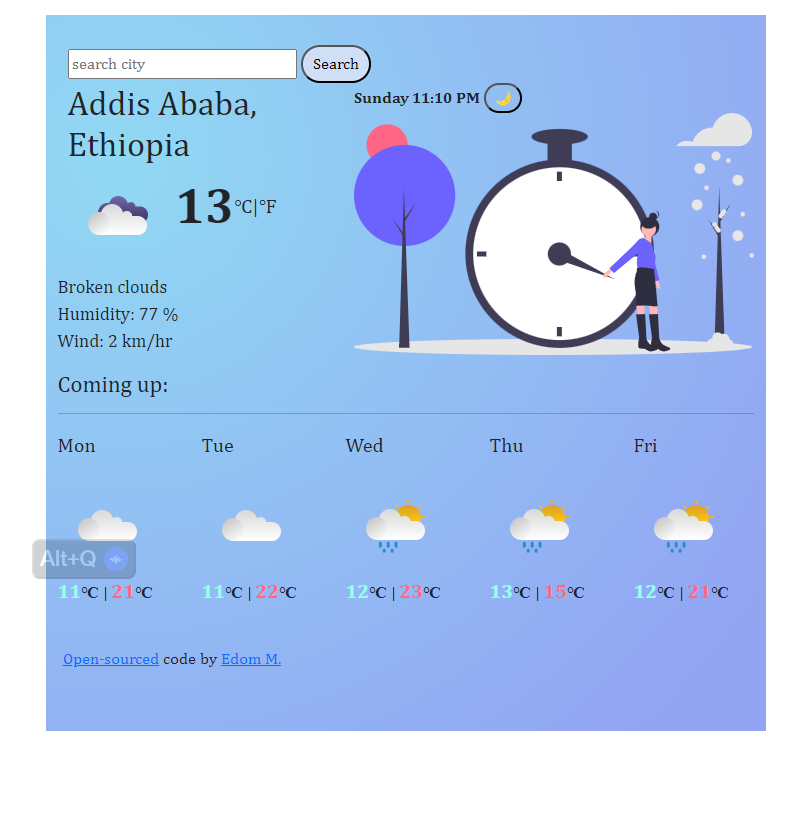 search city Search
Addis Ababa,
Ethiopia
Sunday 11:10 PM 🌙
13 °C|°F
Broken clouds
Humidity: 77 %
Wind: 2 km/hr
Coming up:
Mon Tue Wed Thu Fri
Alt+Q
11°C | 21°C 11°C | 22°C 12°C | 23°C 13°C | 15°C 12°C | 21°C
Open-sourced code by Edom M.